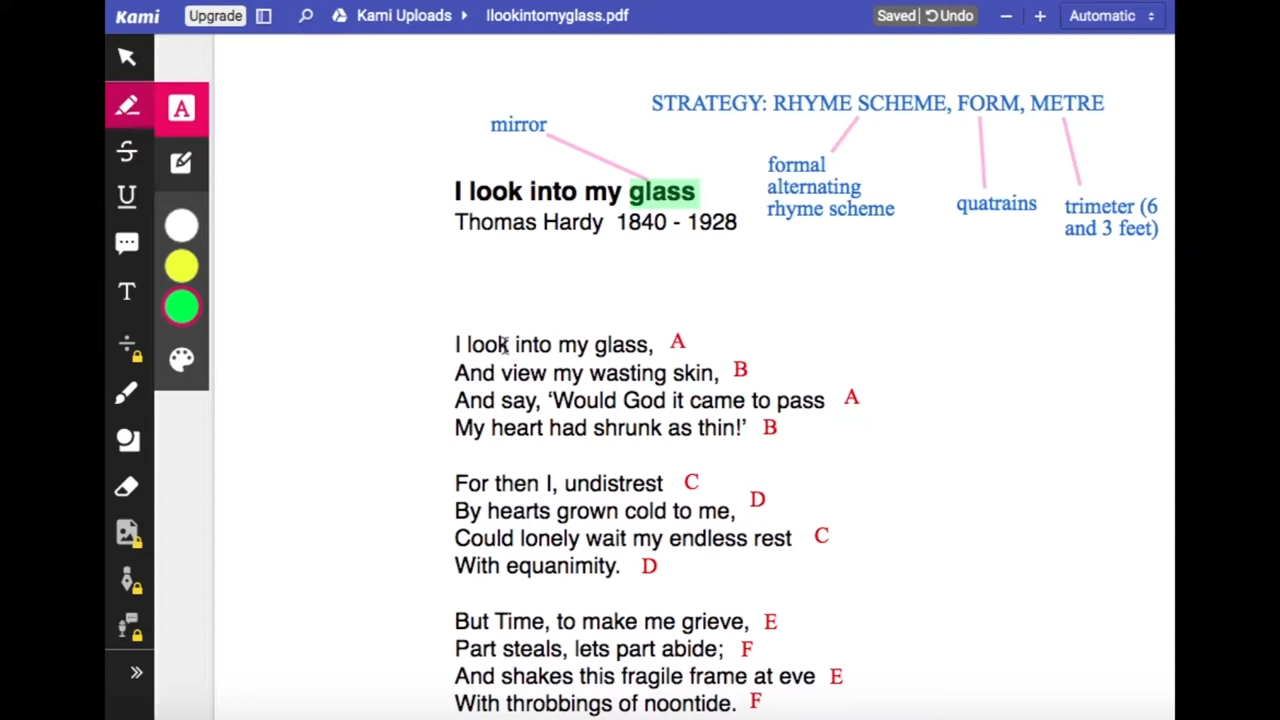 Kami Upgrade Kami Uploads Ilookintomyglass.pdf Saved Undo Automatic
STRATEGY: RHYME SCHEME, FORM, METRE
mirror
formal
alternating
rhyme scheme
quatrains
trimeter (6
and 3 feet)
I look into my glass
Thomas Hardy 1840 - 1928
I look into my glass, A
And view my wasting skin, B
And say, ‘Would God it came to pass A
My heart had shrunk as thin!’ B
For then I, undistrest C
By hearts grown cold to me, D
Could lonely wait my endless rest C
With equanimity. D
But Time, to make me grieve, E
Part steals, lets part abide; F
And shakes this fragile frame at eve E
With throbbings of noontide. F